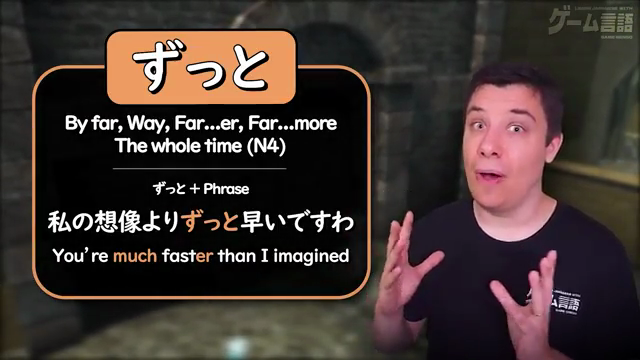 ずっと
By far, Way, Far...er, Far...more
The whole time (N4)
ずっと + Phrase
私の想像よりずっと早いですわ
You're much faster than I imagined
ゲーム言語